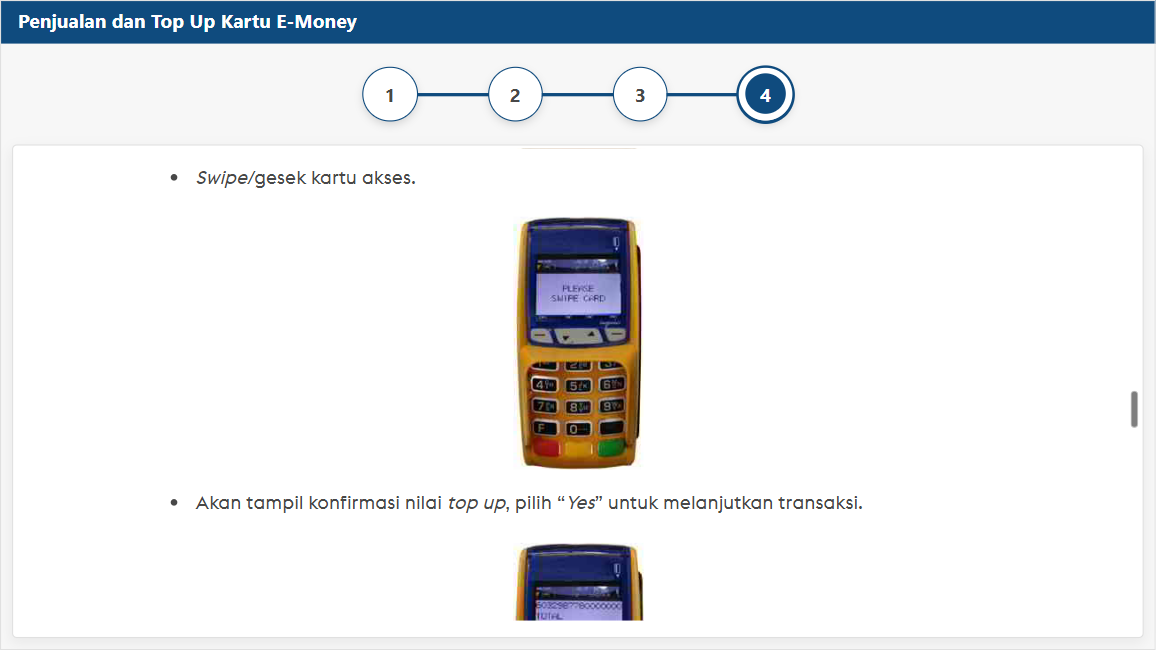 Penjualan dan Top Up Kartu E-Money
1 2 3 4
• Swipe/gesek kartu akses.
PLEASE
SWIPE CARD
4 5 6
7 8 9
F 0
• Akan tampil konfirmasi nilai top up, pilih “Yes” untuk melanjutkan transaksi.
TOTAL